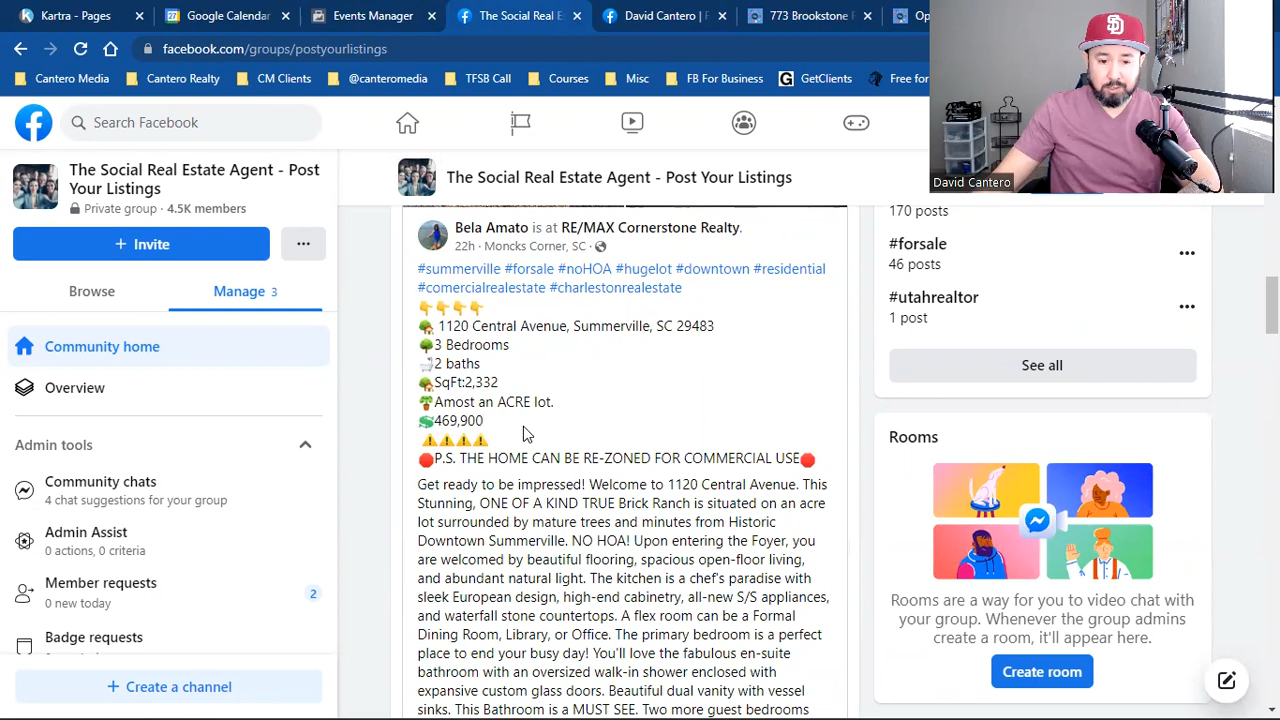 Kartra - Pages
Google Calendar
Events Manager
The Social Real Es
David Cantero |
773 Brookstone
Op
facebook.com/groups/postyourlistings
Cantero Media
Cantero Realty
CM Clients
@canteromedia
TFSB Call
Courses
Misc
FB For Business
GetClients
Free for
David Cantero
Search Facebook
The Social Real Estate Agent - Post
Your Listings
Private group · 4.5K members
+ Invite
Browse
Manage 3
Community home
Overview
Admin tools
Community chats
4 chat suggestions for your group
Admin Assist
0 actions, 0 criteria
Member requests
0 new today
2
Badge requests
+ Create a channel
The Social Real Estate Agent - Post Your Listings
Bela Amato is at RE/MAX Cornerstone Realty.
22h · Moncks Corner, SC ·
#summerville #forsale #noHOA #hugelot #downtown #residential
#comercialrealestate #charlestonrealestate
👇👇👇👇
🏡 1120 Central Avenue, Summerville, SC 29483
🌳3 Bedrooms
🛁2 baths
🏡SqFt:2,332
🌴Amost an ACRE lot.
💲469,900
⚠️⚠️⚠️⚠️
🛑P.S. THE HOME CAN BE RE-ZONED FOR COMMERCIAL USE🛑
Get ready to be impressed! Welcome to 1120 Central Avenue. This
Stunning, ONE OF A KIND TRUE Brick Ranch is situated on an acre
lot surrounded by mature trees and minutes from Historic
Downtown Summerville. NO HOA! Upon entering the Foyer, you
are welcomed by beautiful flooring, spacious open-floor living,
and abundant natural light. The kitchen is a chef's paradise with
sleek European design, high-end cabinetry, all-new S/S appliances,
and waterfall stone countertops. A flex room can be a Formal
Dining Room, Library, or Office. The primary bedroom is a perfect
place to end your busy day! You'll love the fabulous en-suite
bathroom with an oversized walk-in shower enclosed with
expansive custom glass doors. Beautiful dual vanity with vessel
sinks. This Bathroom is a MUST SEE. Two more guest bedrooms
170 posts
#forsale
46 posts
#utahrealtor
1 post
See all
Rooms
Rooms are a way for you to video chat with
your group. Whenever the group admins
create a room, it'll appear here.
Create room